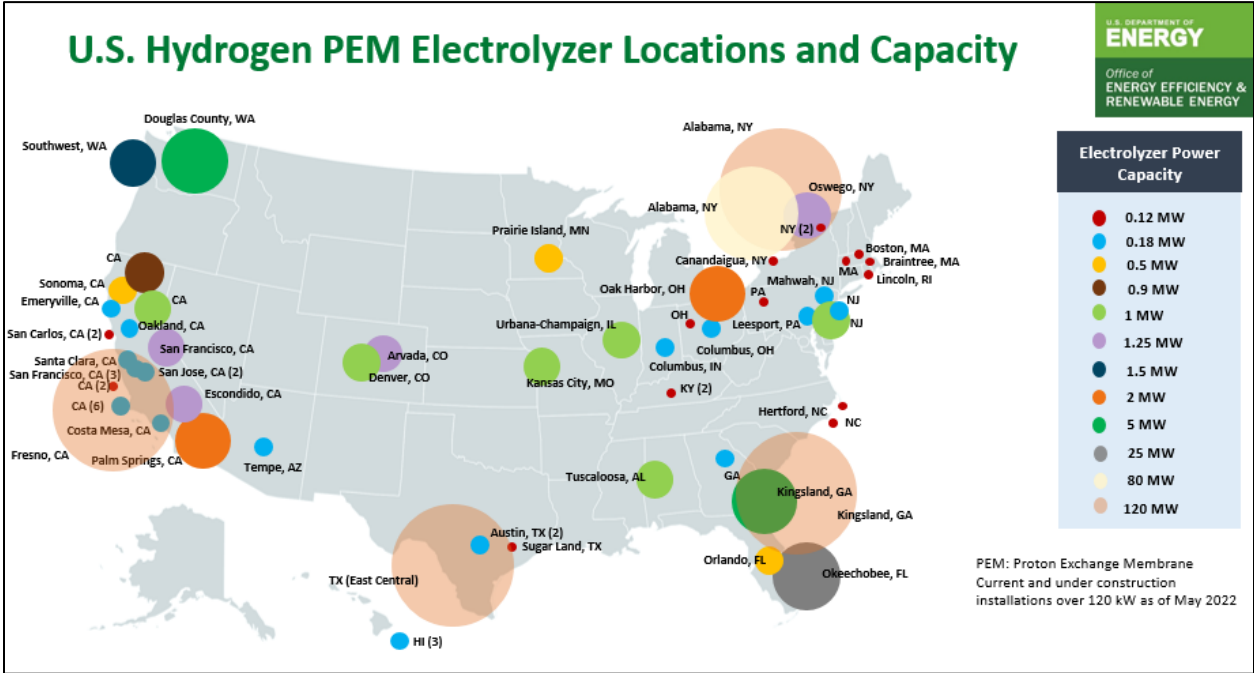 U.S. Hydrogen PEM Electrolyzer Locations and Capacity
U.S. DEPARTMENT OF
ENERGY
Office of
ENERGY EFFICIENCY &
RENEWABLE ENERGY
Douglas County, WA
Southwest, WA
Alabama, NY
Oswego, NY
Alabama, NY
NY (2)
Prairie Island, MN
Boston, MA
Canandaigua, NY
MA
Braintree, MA
Lincoln, RI
CA
Sonoma, CA
Emeryville, CA
CA
Oak Harbor, OH
PA
Mahwah, NJ
NJ
NJ
Oakland, CA
San Carlos, CA (2)
San Francisco, CA
Urbana-Champaign, IL
OH
Leesport, PA
Columbus, OH
Columbus, IN
Santa Clara, CA
San Francisco, CA (3)
San Jose, CA (2)
CA (2)
Arvada, CO
Denver, CO
Kansas City, MO
KY (2)
Escondido, CA
CA (6)
Costa Mesa, CA
Hertford, NC
NC
Fresno, CA
Palm Springs, CA
Tempe, AZ
Tuscaloosa, AL
GA
Kingsland, GA
Kingsland, GA
Austin, TX (2)
Sugar Land, TX
TX (East Central)
Orlando, FL
Okeechobee, FL
HI (3)
Electrolyzer Power
Capacity
0.12 MW
0.18 MW
0.5 MW
0.9 MW
1 MW
1.25 MW
1.5 MW
2 MW
5 MW
25 MW
80 MW
120 MW
PEM: Proton Exchange Membrane
Current and under construction
installations over 120 kW as of May 2022